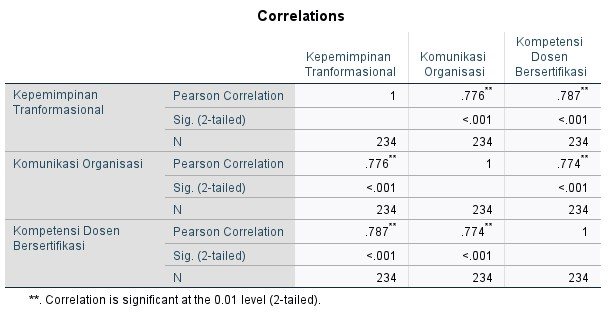 Correlations
Kepemimpinan Tranformasional Komunikasi Organisasi Kompetensi Dosen Bersertifikasi
Kepemimpinan Tranformasional Pearson Correlation 1 .776** .787**
Sig. (2-tailed) <.001 <.001
N 234 234 234
Komunikasi Organisasi Pearson Correlation .776** 1 .774**
Sig. (2-tailed) <.001 <.001
N 234 234 234
Kompetensi Dosen Bersertifikasi Pearson Correlation .787** .774** 1
Sig. (2-tailed) <.001 <.001
N 234 234 234
**. Correlation is significant at the 0.01 level (2-tailed).